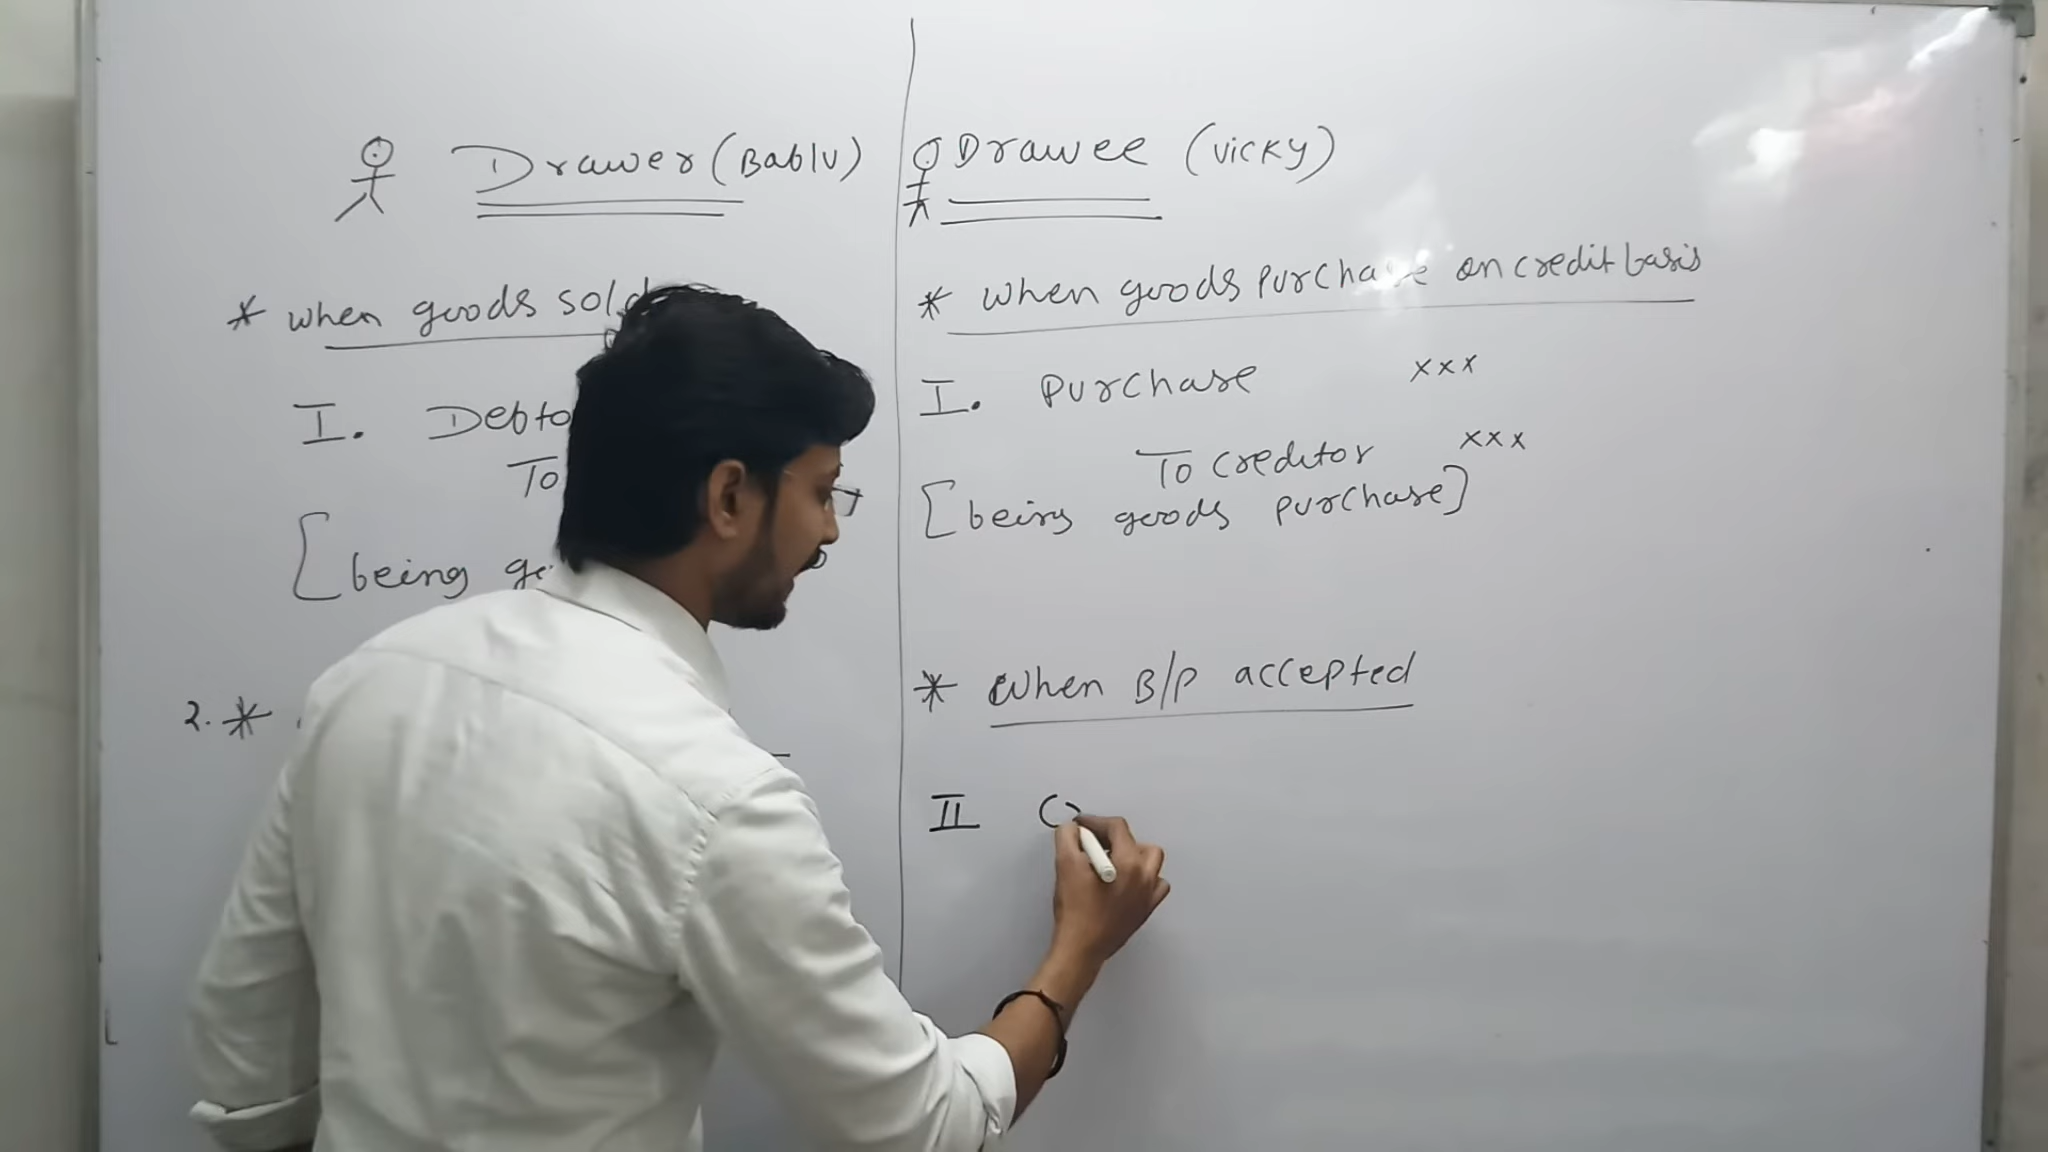 Drawer (Bablu)
* when goods sold
I.
To
[being
2. *
Drawee (Vicky)
* when goods purchase on credit basis
I. Purchase xxx
To creditor xxx
[being goods purchase]
* when B/P accepted
II